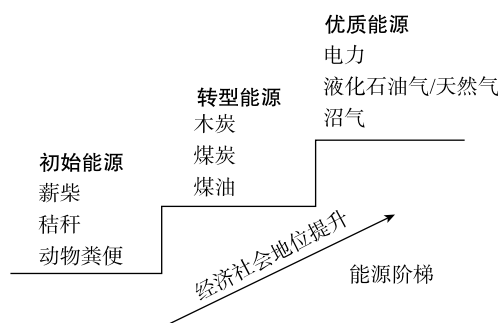 初始能源
薪柴
秸秆
动物粪便
转型能源
木炭
煤炭
煤油
优质能源
电力
液化石油气/天然气
沼气
经济社会地位提升
能源阶梯